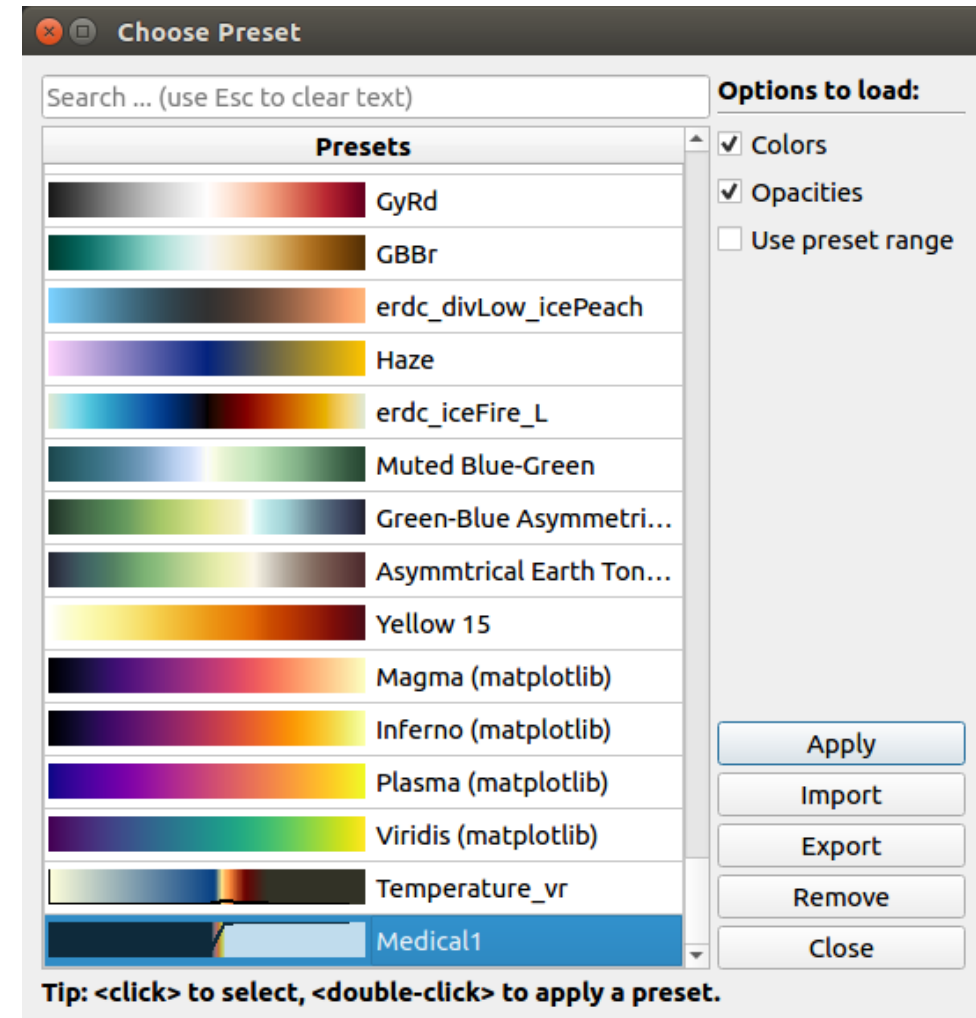 Choose Preset
Search ... (use Esc to clear text)
Options to load:
Presets
Colors
Opacities
Use preset range
GyRd
GBBr
erdc_divLow_icePeach
Haze
erdc_iceFire_L
Muted Blue-Green
Green-Blue Asymmetri...
Asymmtrical Earth Ton...
Yellow 15
Magma (matplotlib)
Inferno (matplotlib)
Plasma (matplotlib)
Viridis (matplotlib)
Temperature_vr
Medical1
Apply
Import
Export
Remove
Close
Tip: <click> to select, <double-click> to apply a preset.